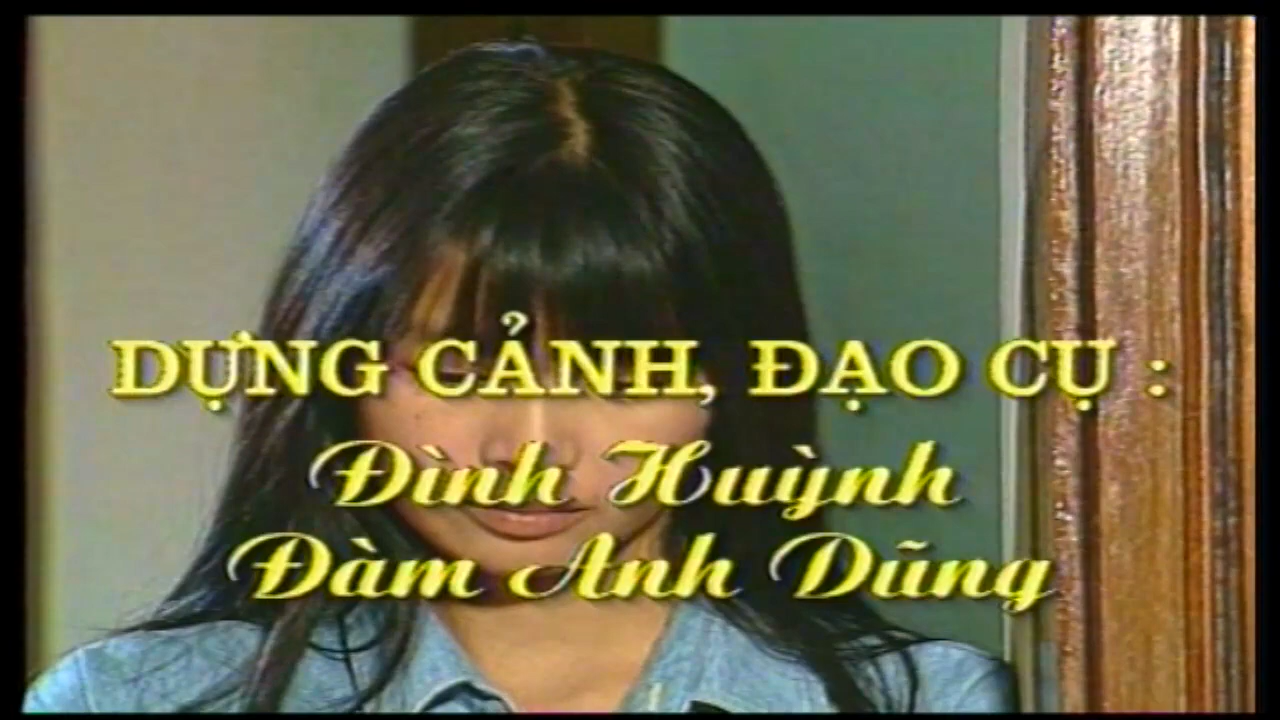 DỰNG CẢNH, ĐẠO CỤ :
Đình Huỳnh
Đàm Anh Dũng